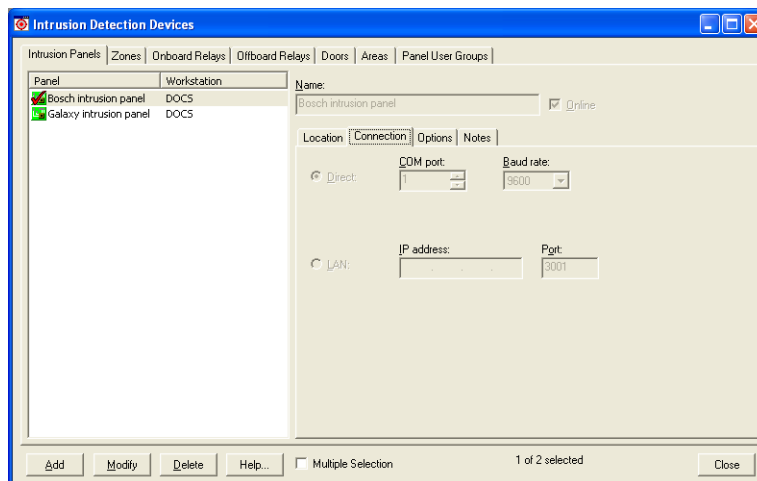 Intrusion Detection Devices
Intrusion Panels Zones Onboard Relays Offboard Relays Doors Areas Panel User Groups
Panel Workstation
Bosch intrusion panel DOCS
Galaxy intrusion panel DOCS
Name:
Bosch intrusion panel Online
Location Connection Options Notes
COM port: Baud rate:
Direct: 1 9600
IP address: Port:
LAN: . . . 3001
Add Modify Delete Help... Multiple Selection 1 of 2 selected Close